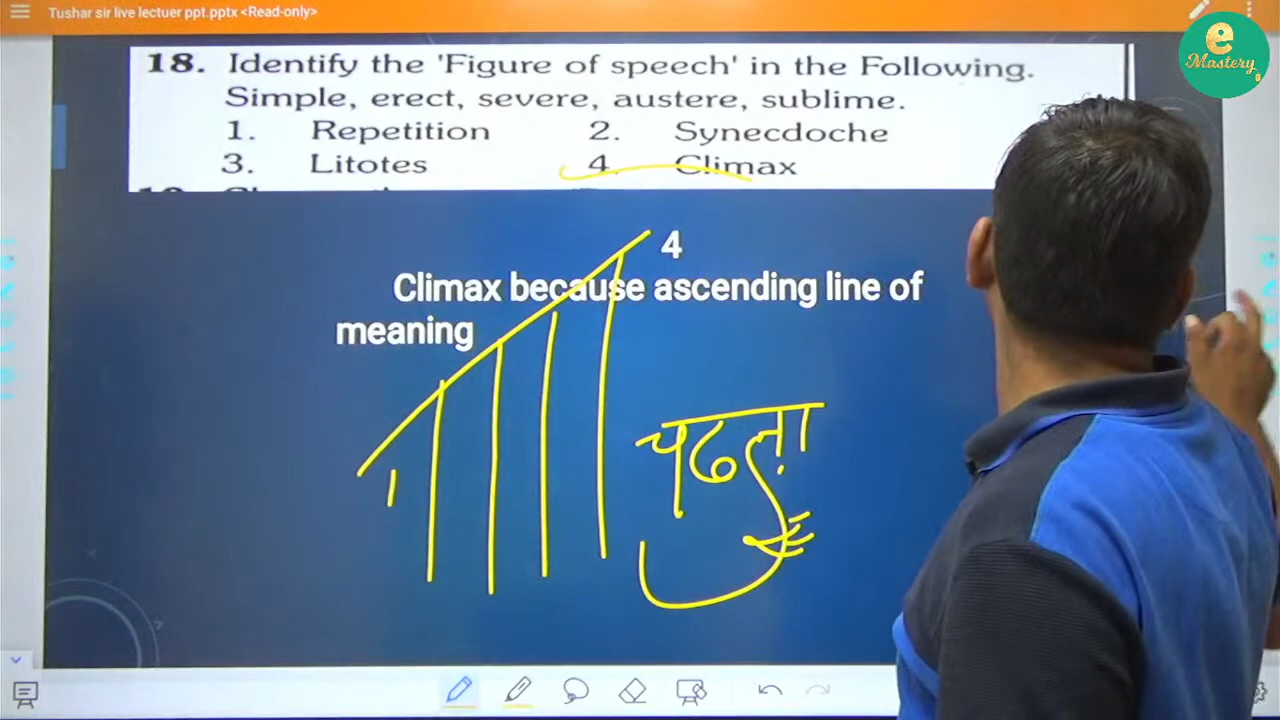 Tushar sir live lectuer ppt.pptx <Read-only>
e
Mastery
18. Identify the 'Figure of speech' in the Following.
Simple, erect, severe, austere, sublime.
1. Repetition 2. Synecdoche
3. Litotes 4. Climax
4
Climax because ascending line of
meaning